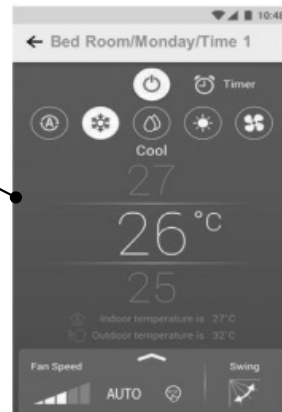 10:48
Bed Room/Monday/Time 1
Timer
A
Cool
27
26°C
25
Indoor temperature is 27°C
Outdoor temperature is 32°C
Fan Speed
Swing
AUTO